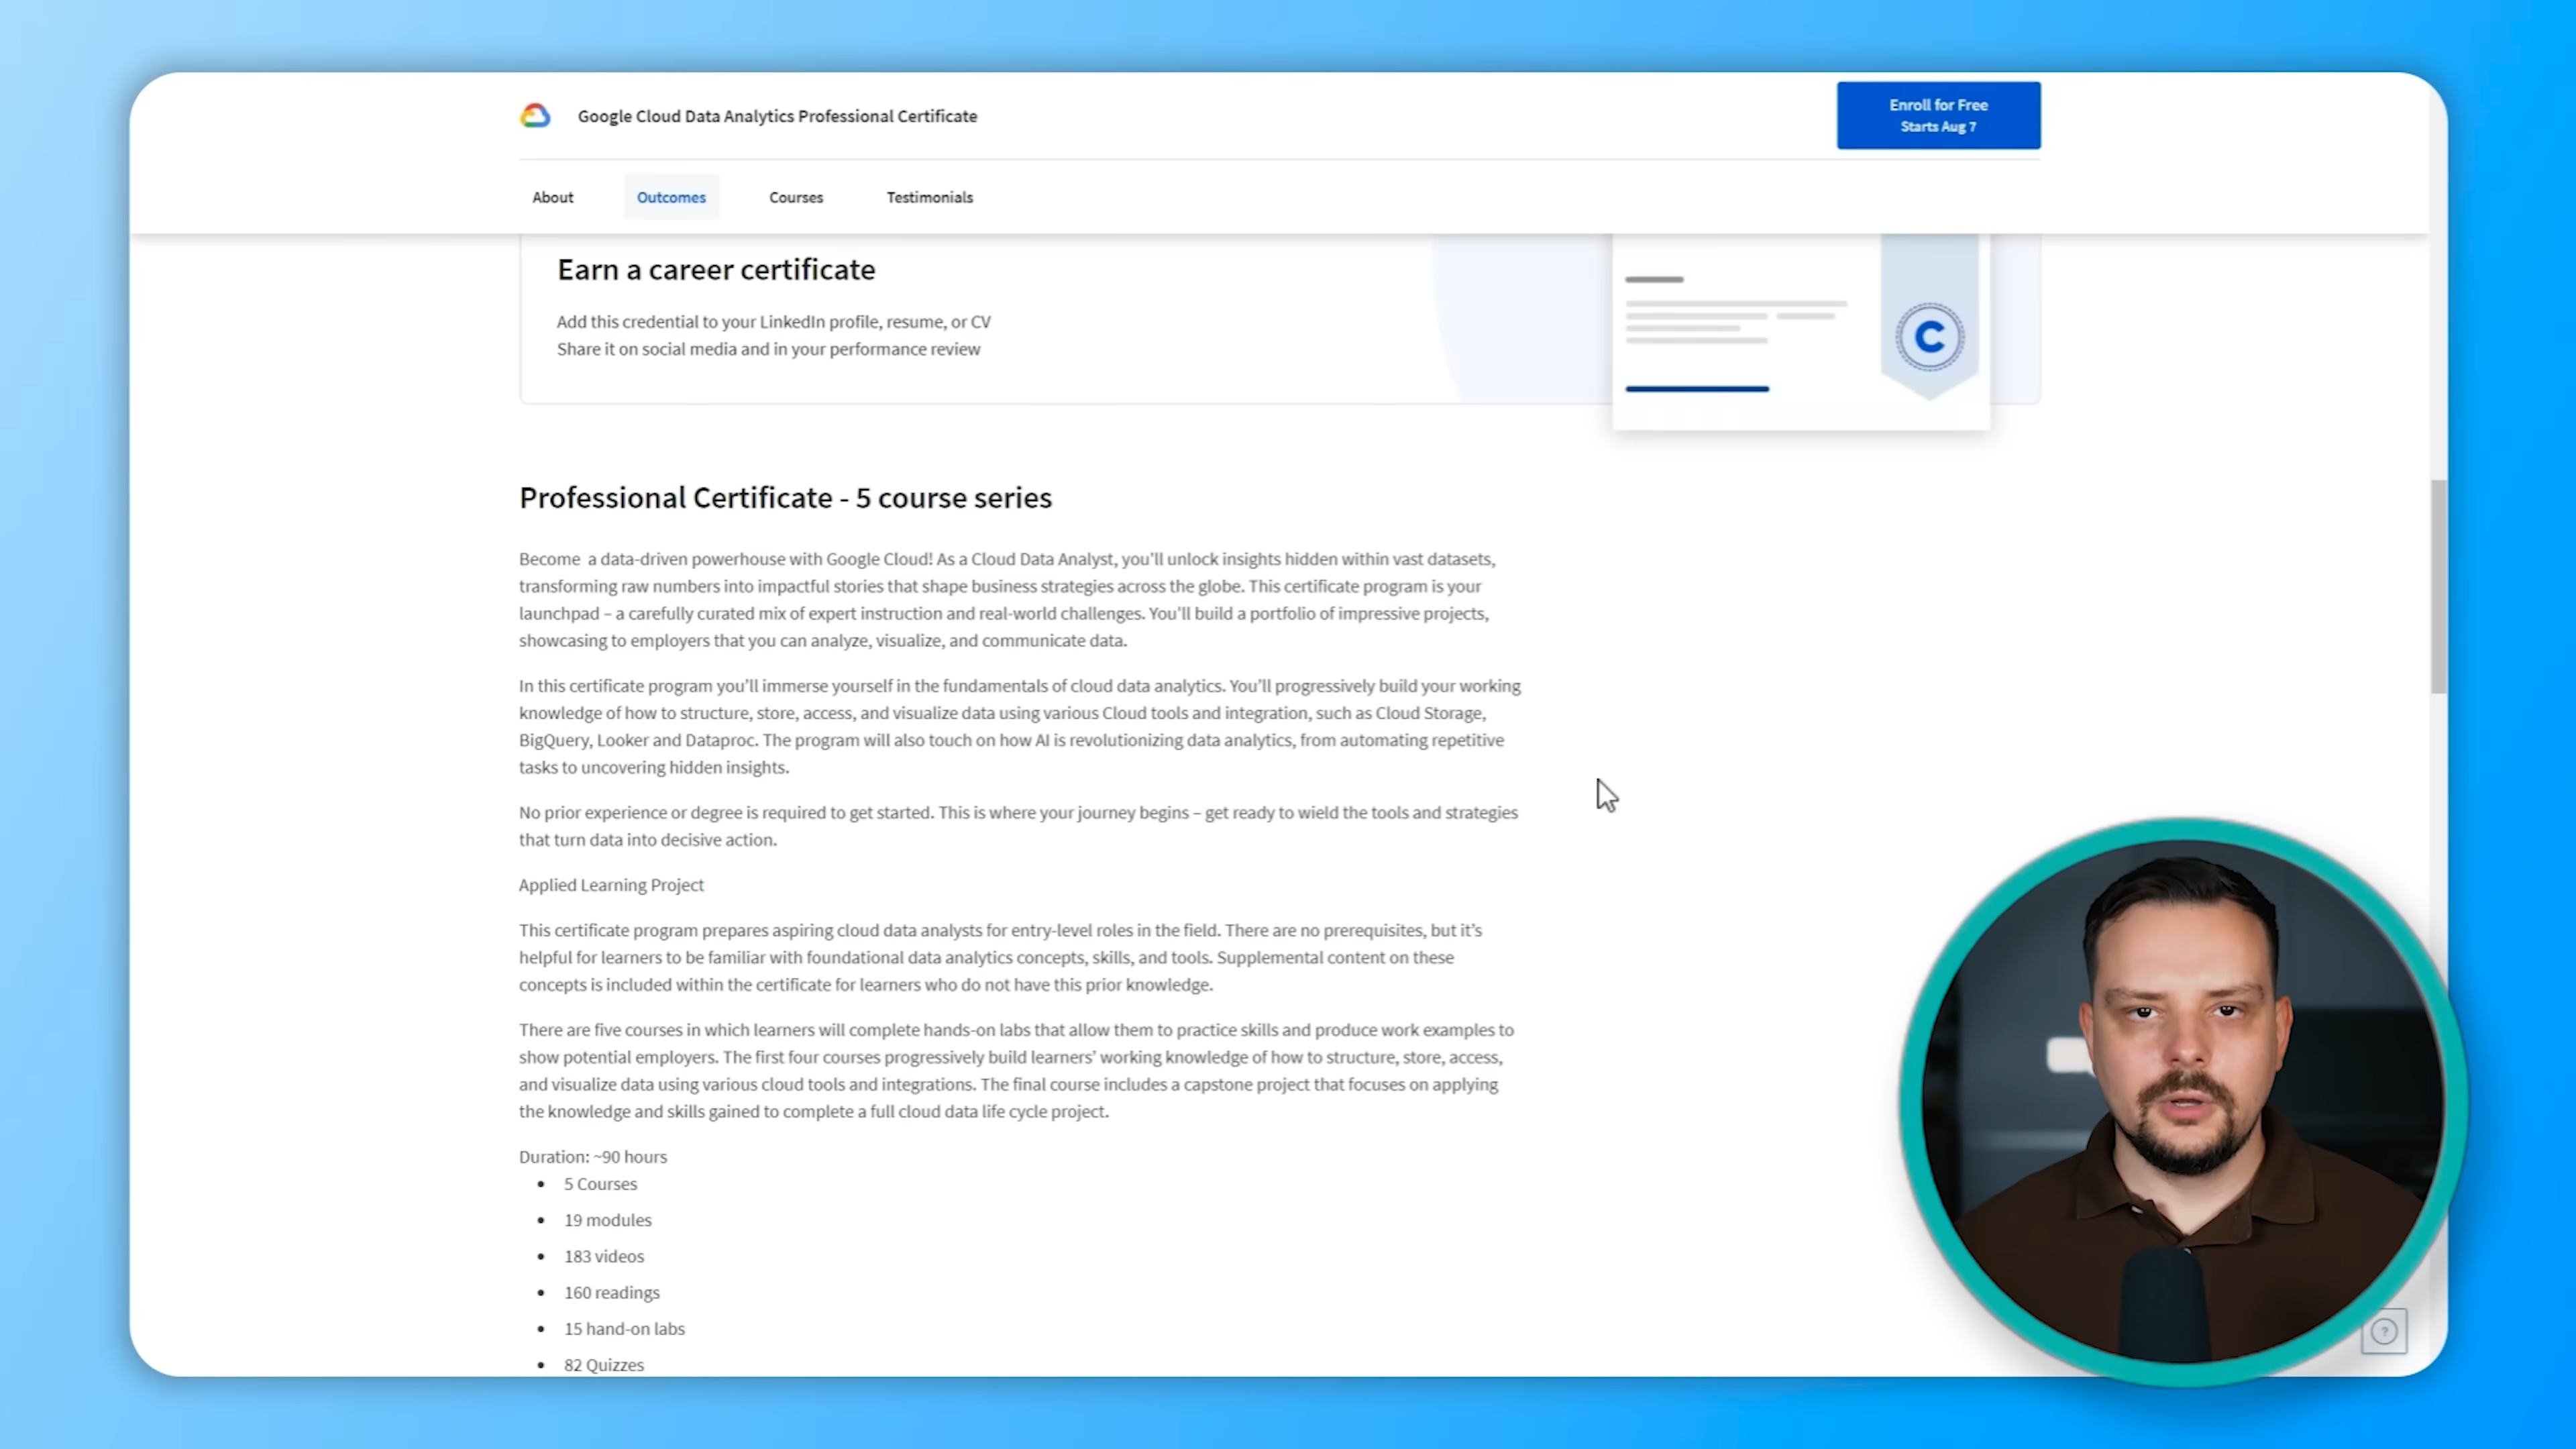 Google Cloud Data Analytics Professional Certificate
Enroll for Free
Starts Aug 7
About
Outcomes
Courses
Testimonials
Earn a career certificate
Add this credential to your LinkedIn profile, resume, or CV
Share it on social media and in your performance review
C
Professional Certificate - 5 course series
Become  a data-driven powerhouse with Google Cloud! As a Cloud Data Analyst, you'll unlock insights hidden within vast datasets,
transforming raw numbers into impactful stories that shape business strategies across the globe. This certificate program is your
launchpad – a carefully curated mix of expert instruction and real-world challenges. You'll build a portfolio of impressive projects,
showcasing to employers that you can analyze, visualize, and communicate data.
In this certificate program you'll immerse yourself in the fundamentals of cloud data analytics. You'll progressively build your working
knowledge of how to structure, store, access, and visualize data using various Cloud tools and integration, such as Cloud Storage,
BigQuery, Looker and Dataproc. The program will also touch on how AI is revolutionizing data analytics, from automating repetitive
tasks to uncovering hidden insights.
No prior experience or degree is required to get started. This is where your journey begins – get ready to wield the tools and strategies
that turn data into decisive action.
Applied Learning Project
This certificate program prepares aspiring cloud data analysts for entry-level roles in the field. There are no prerequisites, but it's
helpful for learners to be familiar with foundational data analytics concepts, skills, and tools. Supplemental content on these
concepts is included within the certificate for learners who do not have this prior knowledge.
There are five courses in which learners will complete hands-on labs that allow them to practice skills and produce work examples to
show potential employers. The first four courses progressively build learners' working knowledge of how to structure, store, access,
and visualize data using various cloud tools and integrations. The final course includes a capstone project that focuses on applying
the knowledge and skills gained to complete a full cloud data life cycle project.
Duration: ~90 hours
• 5 Courses
• 19 modules
• 183 videos
• 160 readings
• 15 hand-on labs
• 82 Quizzes
?